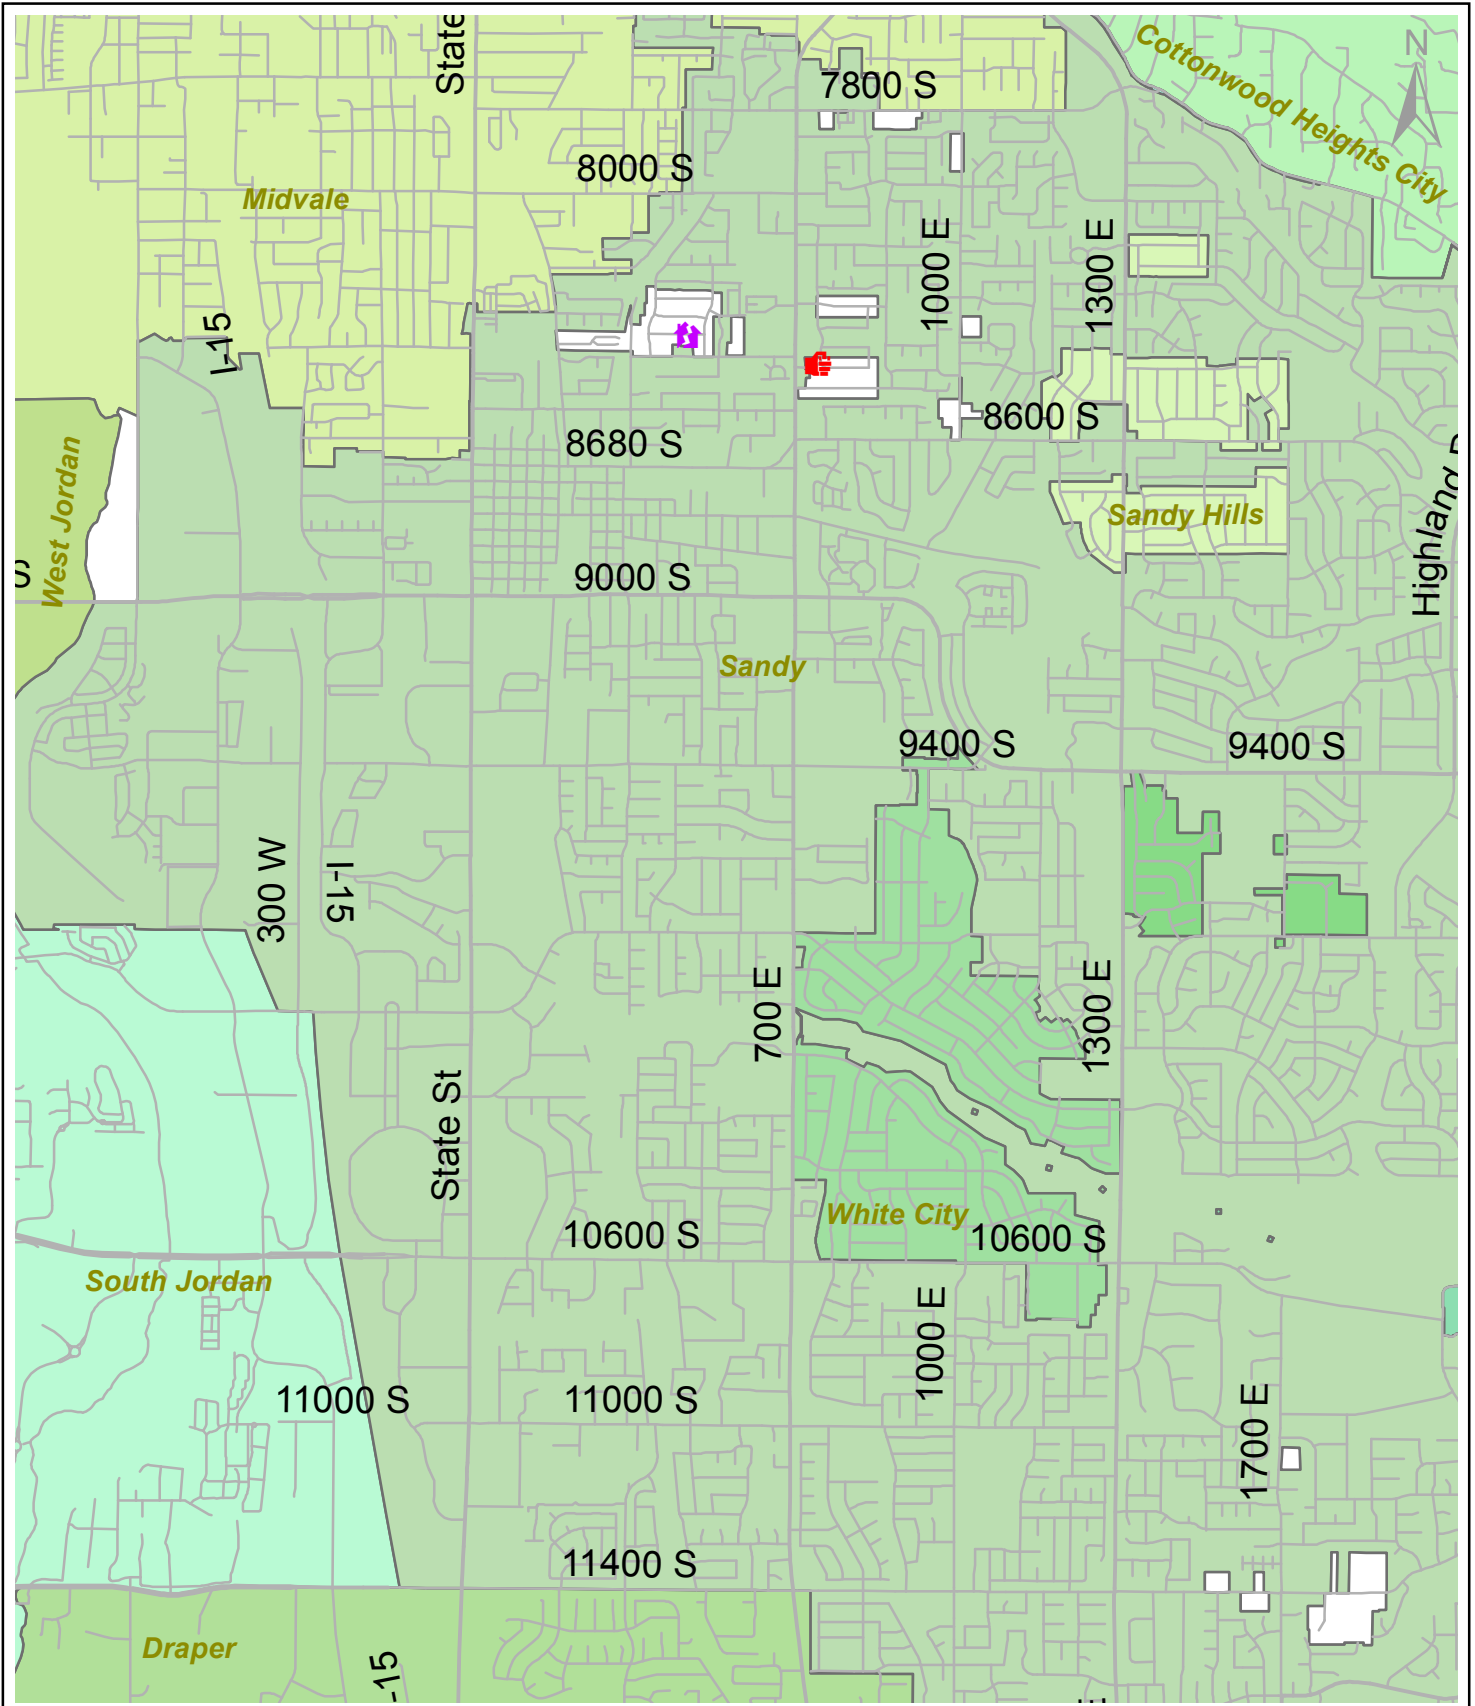 State
N
Cottonwood Heights City
7800 S
8000 S
Midvale
1000 E
1300 E
I-15
8600 S
8680 S
West Jordan
Sandy Hills
Highland
S
9000 S
Sandy
9400 S
9400 S
300 W
I-15
700 E
1300 E
State St
White City
10600 S
10600 S
South Jordan
1000 E
11000 S
11000 S
1700 E
11400 S
Draper
-15
E